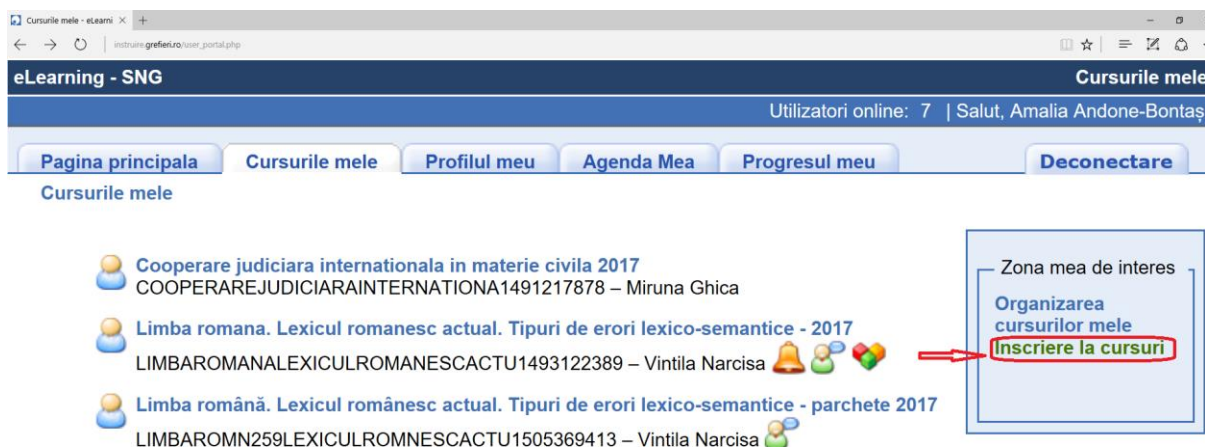 Cursurile mele - eLearni
instruire.grefieri.ro/user_portal.php
eLearning - SNG Cursurile mele
Utilizatori online: 7 | Salut, Amalia Andone-Bontaș
Pagina principala Cursurile mele Profilul meu Agenda Mea Progresul meu Deconectare
Cursurile mele
Cooperare judiciara internationala in materie civila 2017
COOPERAREJUDICIARAINTERNATIONA1491217878 – Miruna Ghica
Limba romana. Lexicul romanesc actual. Tipuri de erori lexico-semantice - 2017
LIMBAROMANALEXICULROMANESCACTU1493122389 – Vintila Narcisa
Limba română. Lexicul românesc actual. Tipuri de erori lexico-semantice - parchete 2017
LIMBAROMN259LEXICULROMNESCACTU1505369413 – Vintila Narcisa
Zona mea de interes
Organizarea
cursurilor mele
Inscriere la cursuri